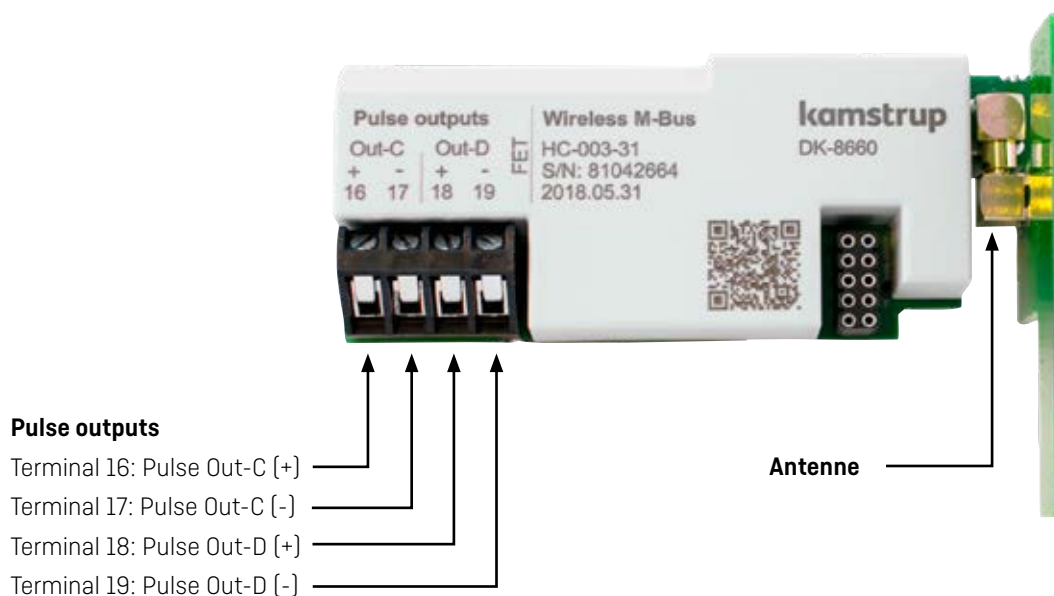 Pulse outputs
Out-C Out-D
+ - + -
16 17 18 19
FET
Wireless M-Bus
HC-003-31
S/N: 81042664
2018.05.31
kamstrup
DK-8660
Pulse outputs
Terminal 16: Pulse Out-C (+)
Terminal 17: Pulse Out-C (-)
Terminal 18: Pulse Out-D (+)
Terminal 19: Pulse Out-D (-)
Antenne